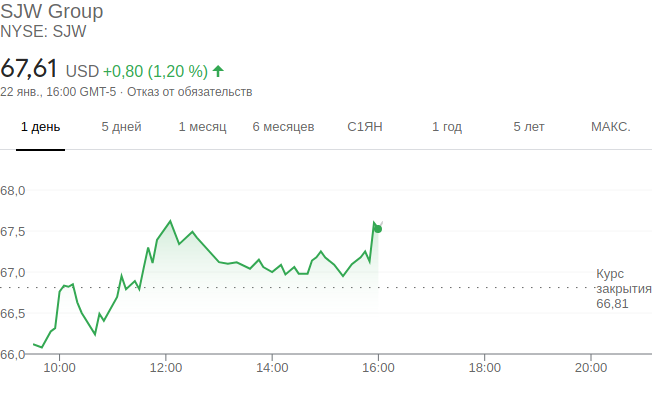 SJW Group
NYSE: SJW
67,61 USD +0,80 (1,20 %)
22 янв., 16:00 GMT-5 · Отказ от обязательств
1 день 5 дней 1 месяц 6 месяцев С1ЯН 1 год 5 лет МАКС.
68,0
67,5
67,0
Курс
закрытия
66,81
66,5
66,0
10:00 12:00 14:00 16:00 18:00 20:00